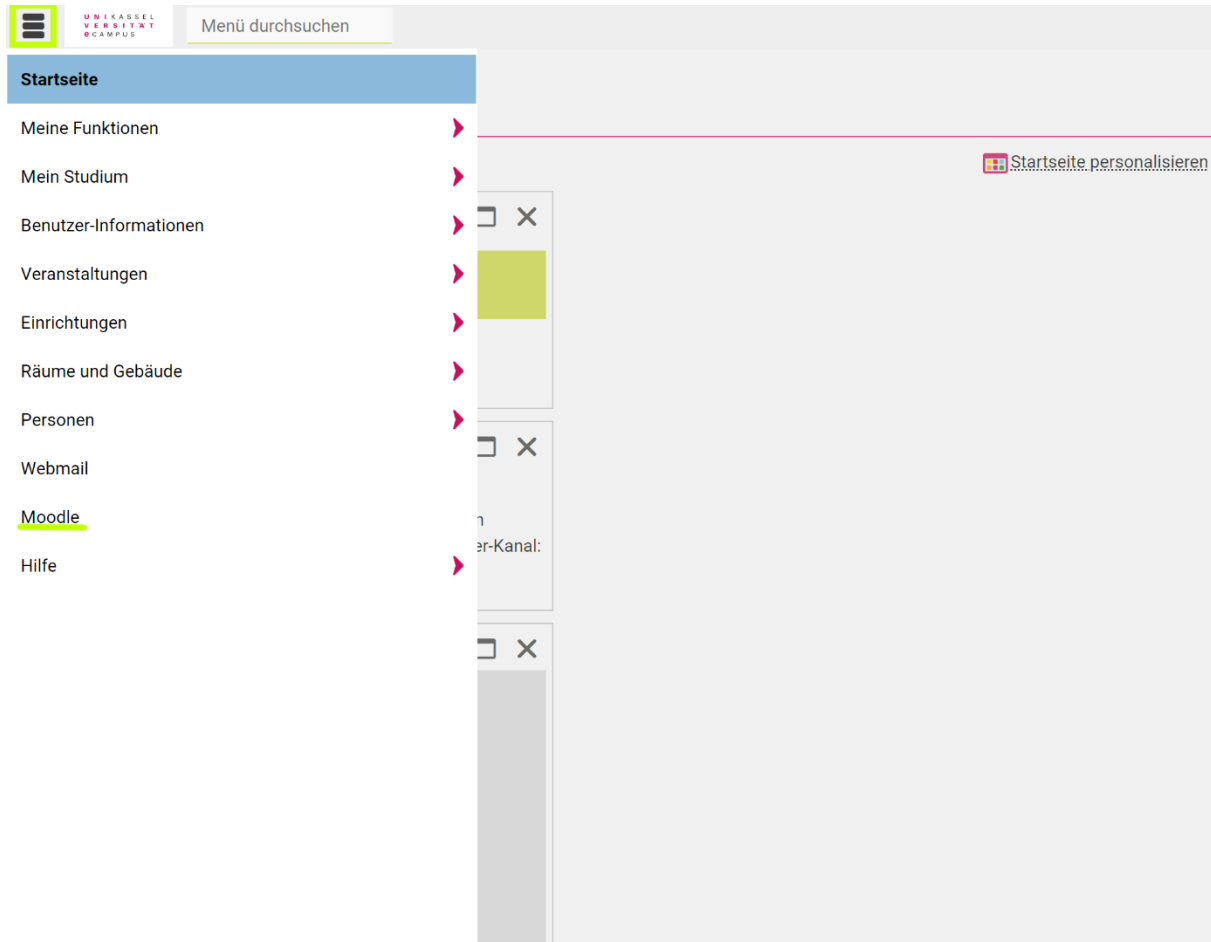 UNIKASSEL
VERSITÄT
eCAMPUS
Menü durchsuchen
Startseite
Meine Funktionen
Mein Studium
Benutzer-Informationen
Veranstaltungen
Einrichtungen
Räume und Gebäude
Personen
Webmail
Moodle
Hilfe
Startseite personalisieren
n
er-Kanal: